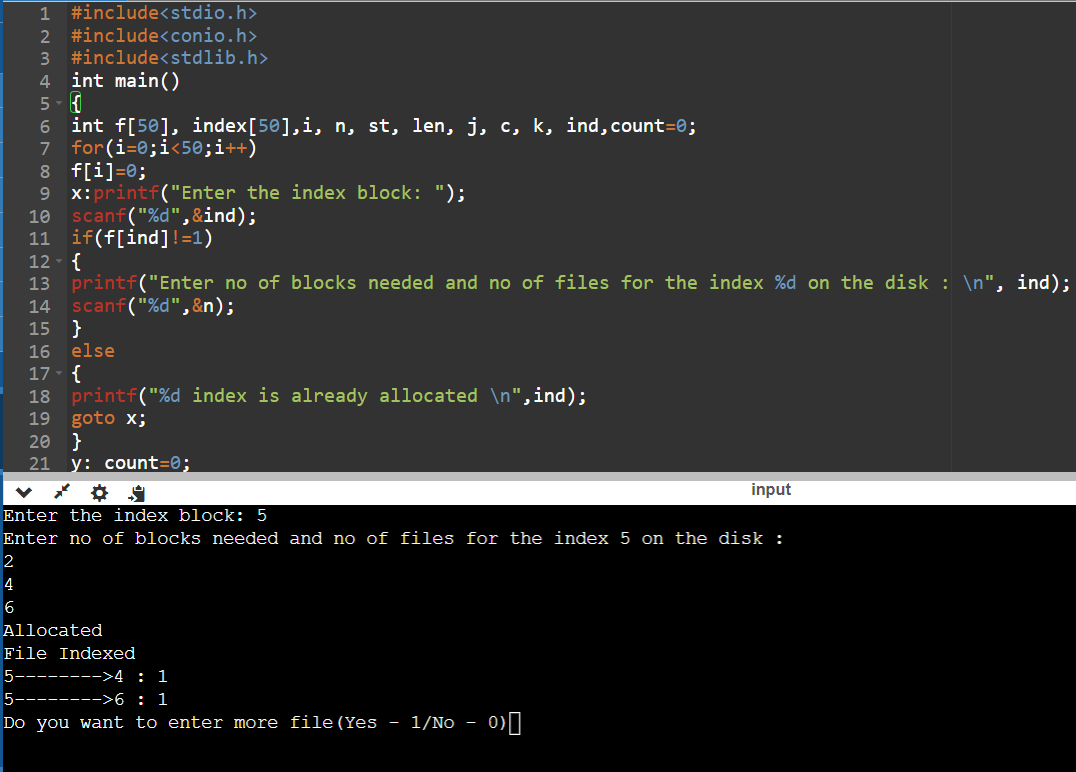 1 #include<stdio.h>
2 #include<conio.h>
3 #include<stdlib.h>
4 int main()
5 {
6 int f[50], index[50],i, n, st, len, j, c, k, ind,count=0;
7 for(i=0;i<50;i++)
8 f[i]=0;
9 x:printf("Enter the index block: ");
10 scanf("%d",&ind);
11 if(f[ind]!=1)
12 {
13 printf("Enter no of blocks needed and no of files for the index %d on the disk : \n", ind);
14 scanf("%d",&n);
15 }
16 else
17 {
18 printf("%d index is already allocated \n",ind);
19 goto x;
20 }
21 y: count=0;
input
Enter the index block: 5
Enter no of blocks needed and no of files for the index 5 on the disk :
2
4
6
Allocated
File Indexed
5-------->4 : 1
5-------->6 : 1
Do you want to enter more file(Yes - 1/No - 0)